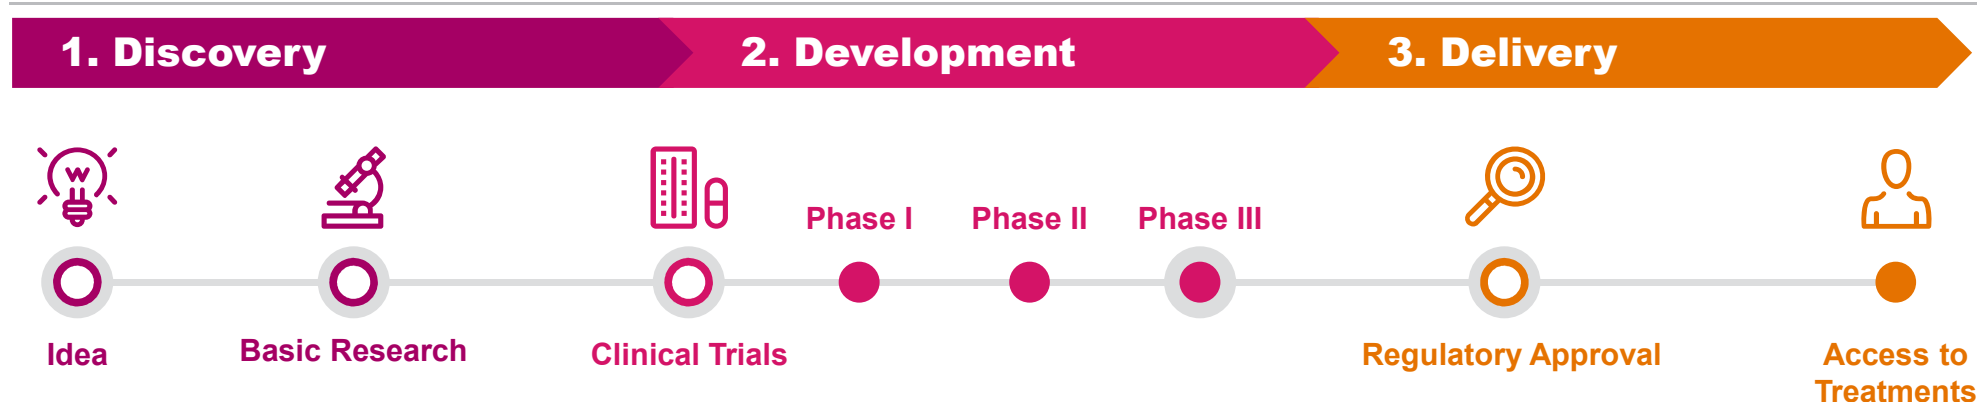 1. Discovery
2. Development
3. Delivery
Phase I
Phase II
Phase III
Idea
Basic Research
Clinical Trials
Regulatory Approval
Access to
Treatments